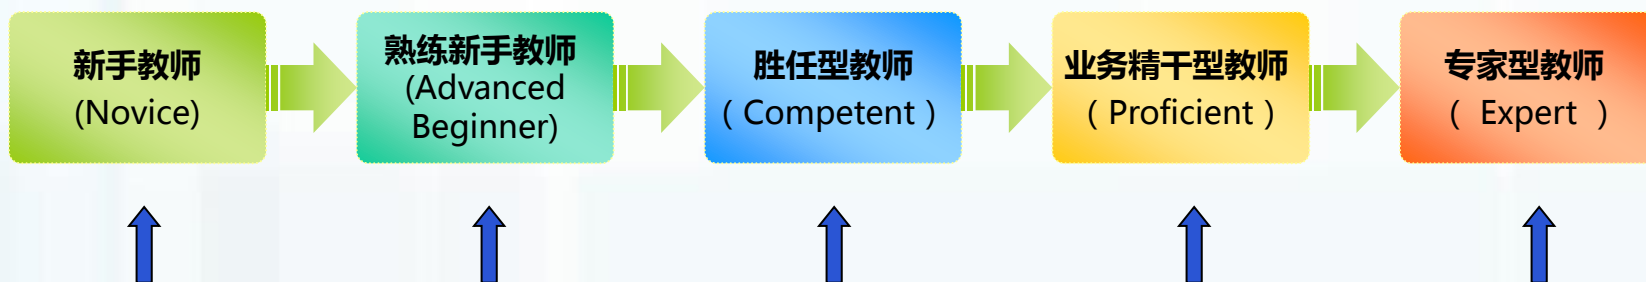 新手教师
(Novice)
熟练新手教师
(Advanced
Beginner)
胜任型教师
（Competent）
业务精干型教师
（Proficient）
专家型教师
（ Expert ）